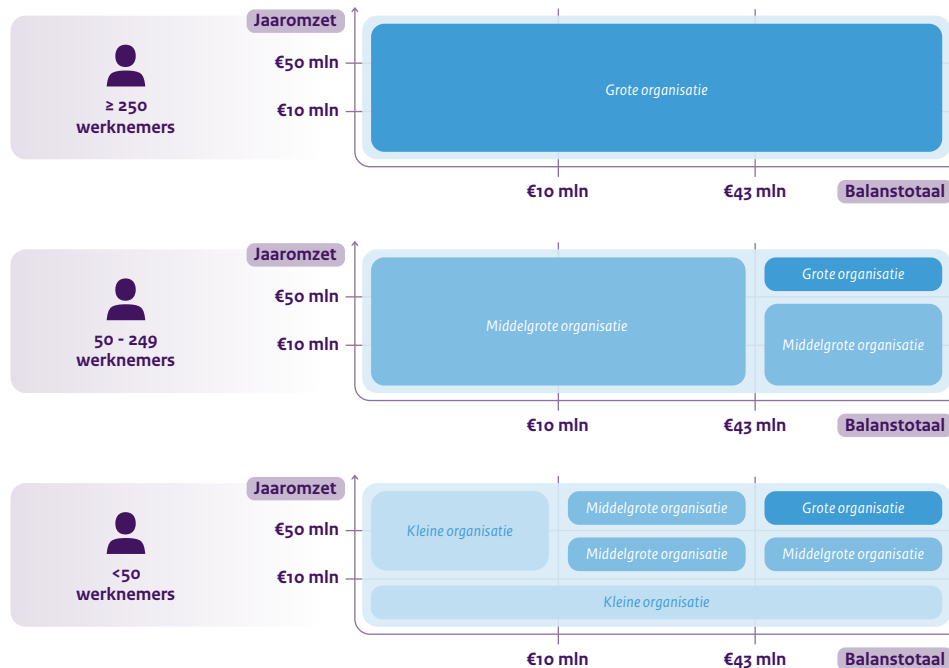 Jaaromzet
€50 mln
€10 mln
≥ 250
werknemers
Grote organisatie
€10 mln
€43 mln
Balanstotaal
Jaaromzet
€50 mln
€10 mln
50 - 249
werknemers
Middelgrote organisatie
Grote organisatie
Middelgrote organisatie
€10 mln
€43 mln
Balanstotaal
Jaaromzet
€50 mln
€10 mln
<50
werknemers
Kleine organisatie
Middelgrote organisatie
Grote organisatie
Middelgrote organisatie
Middelgrote organisatie
Kleine organisatie
€10 mln
€43 mln
Balanstotaal